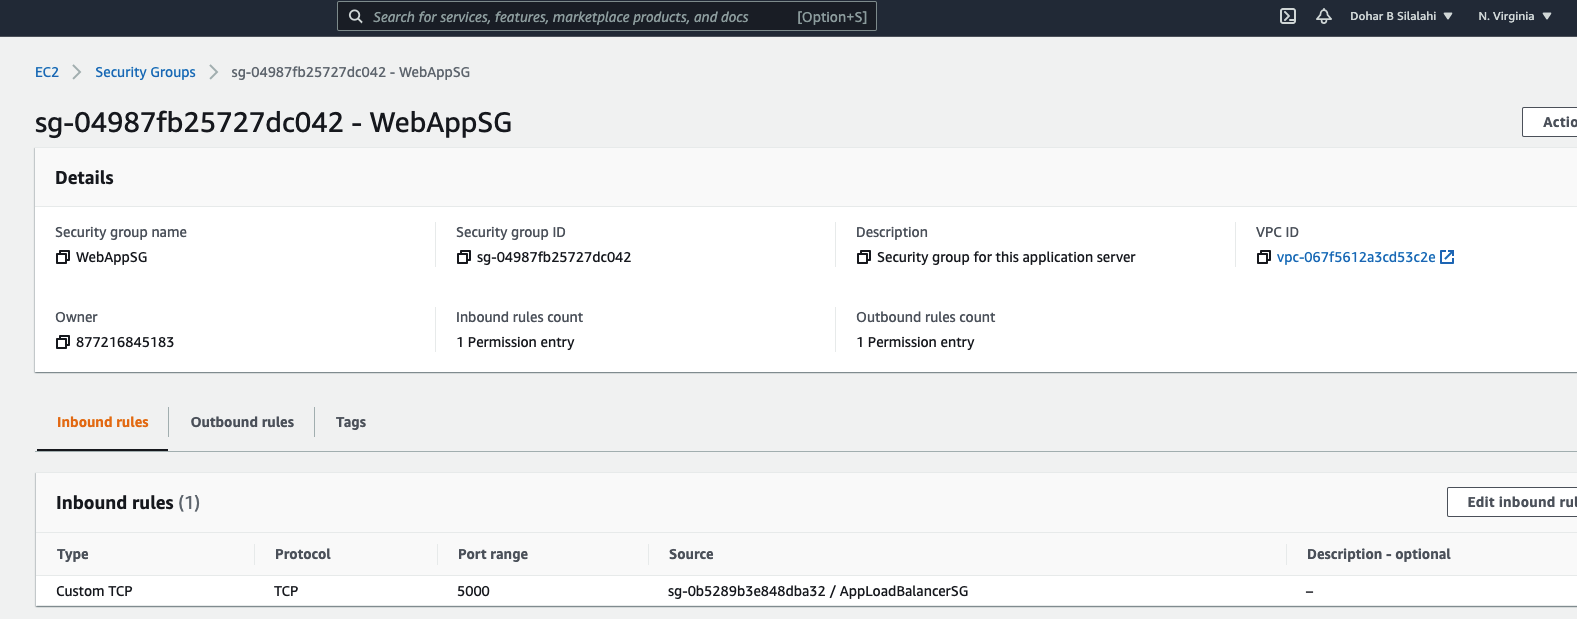 Search for services, features, marketplace products, and docs [Option+S] Dohar B Silalahi N. Virginia
EC2 Security Groups sg-04987fb25727dc042 - WebAppSG
sg-04987fb25727dc042 - WebAppSG
Actio
Details
Security group name Security group ID Description VPC ID
WebAppSG sg-04987fb25727dc042 Security group for this application server vpc-067f5612a3cd53c2e
Owner Inbound rules count Outbound rules count
877216845183 1 Permission entry 1 Permission entry
Inbound rules Outbound rules Tags
Inbound rules (1) Edit inbound rul
Type Protocol Port range Source Description - optional
Custom TCP TCP 5000 sg-0b5289b3e848dba32 / AppLoadBalancerSG –